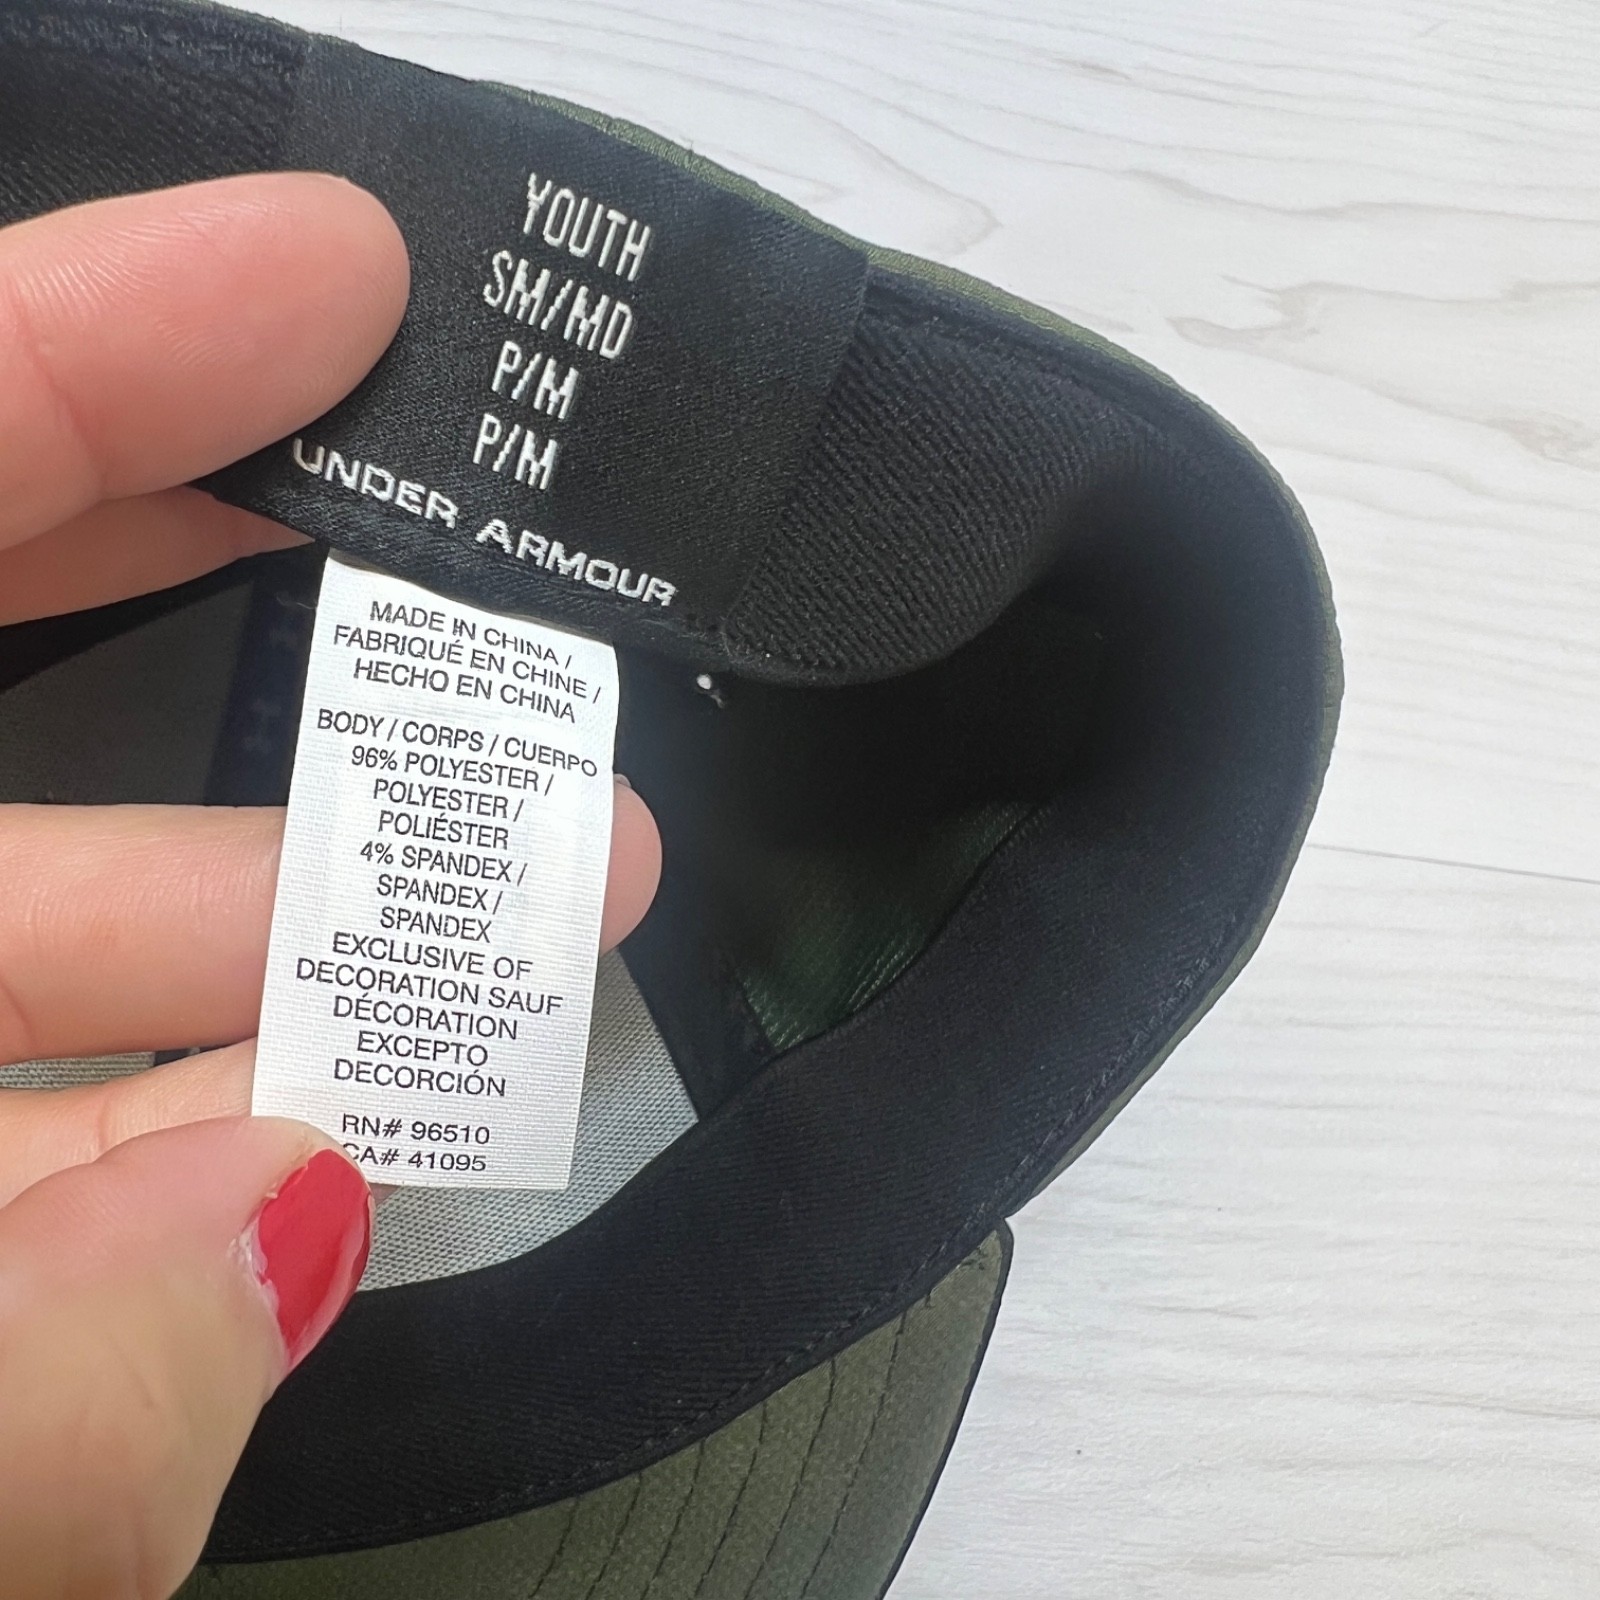 YOUTH
SM/MD
P/M
P/M
UNDER ARMOUR
MADE IN CHINA /
FABRIQUÉ EN CHINE /
HECHO EN CHINA
BODY / CORPS / CUERPO
96% POLYESTER /
POLYESTER /
POLIÉSTER
4% SPANDEX /
SPANDEX /
SPANDEX
EXCLUSIVE OF
DECORATION SAUF
DÉCORATION
EXCEPTO
DECORCIÓN
RN# 96510
CA# 41095